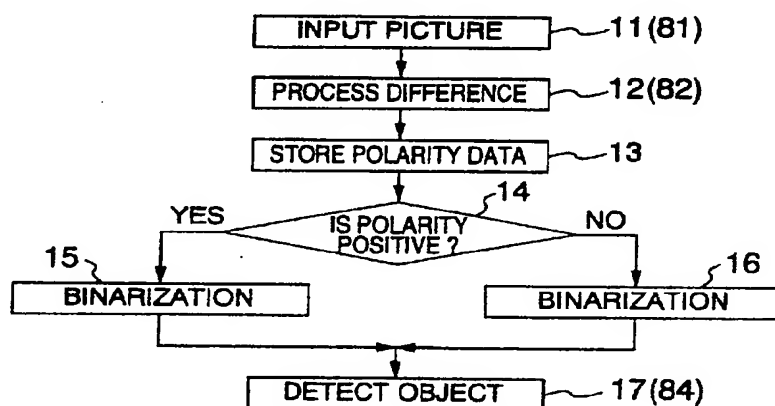 INPUT PICTURE 11(81)
PROCESS DIFFERENCE 12(82)
STORE POLARITY DATA 13
14
YES IS POLARITY NO
POSITIVE ?
15 16
BINARIZATION BINARIZATION
DETECT OBJECT 17(84)